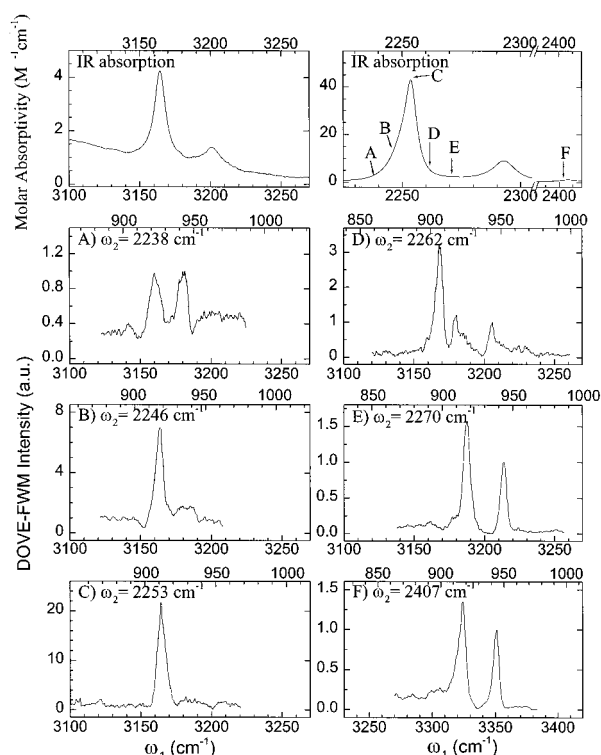 3150 3200
IR absorption
4
2
0
Molar Absorptivity (M⁻¹cm⁻¹)
2250 2300 2400
IR absorption
C
B
A
D
E
F
40
20
0
2250 2300 2400
900 950 1000
A) ω₂= 2238 cm⁻¹
1.2
0.8
0.4
0.0
3100 3150 3200 3250
850 900 950 1000
D) ω₂= 2262 cm⁻¹
3
2
1
0
3100 3150 3200 3250
DOVE-FWM Intensity (a.u.)
900 950 1000
B) ω₂= 2246 cm⁻¹
8
4
0
3100 3150 3200 3250
850 900 950 1000
E) ω₂= 2270 cm⁻¹
1.5
1.0
0.5
0.0
3150 3200 3250
900 950 1000
C) ω₂= 2253 cm⁻¹
20
10
0
3100 3150 3200 3250
ω₁ (cm⁻¹)
850 900 950 1000
F) ω₂= 2407 cm⁻¹
1.5
1.0
0.5
0.0
3250 3300 3350 3400
ω₁ (cm⁻¹)